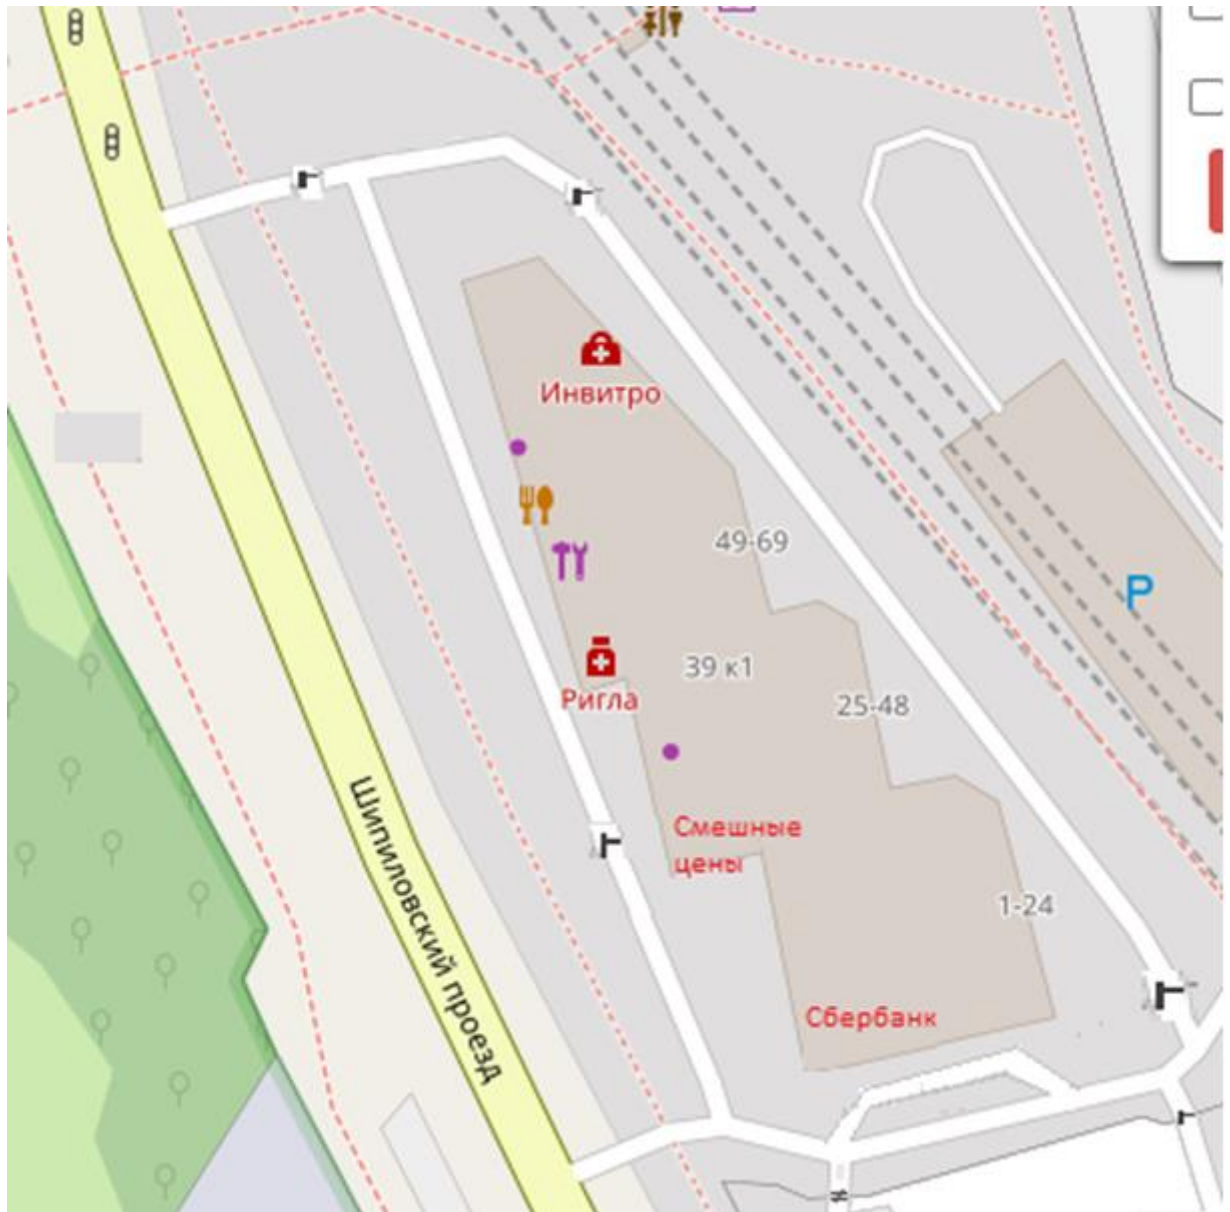 Инвитро
49-69
39 к1
Ригла
25-48
Смешные
цены
Шипиловский проезд
1-24
Сбербанк
P